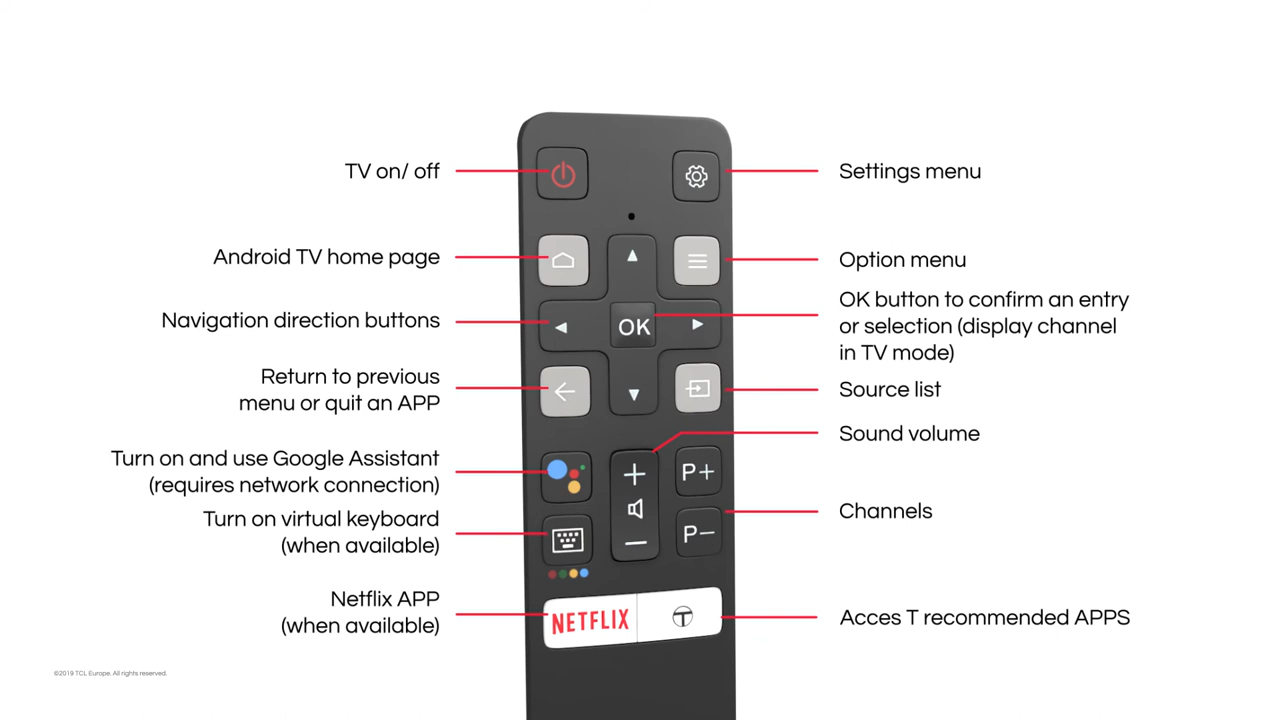 TV on/ off
Settings menu
Android TV home page
Option menu
Navigation direction buttons
OK
OK button to confirm an entry
or selection (display channel
in TV mode)
Return to previous
menu or quit an APP
Source list
Sound volume
Turn on and use Google Assistant
(requires network connection)
P+
Channels
Turn on virtual keyboard
(when available)
P-
Netflix APP
(when available)
NETFLIX
T
Acces T recommended APPS
©2019 TCL Europe. All rights reserved.